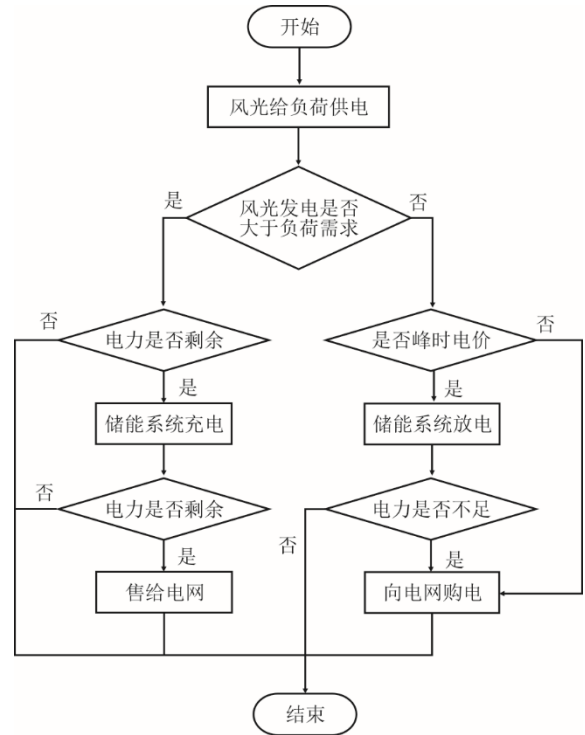 开始
风光给负荷供电
风光发电是否
大于负荷需求
是
否
否
电力是否剩余
是否峰时电价
否
是
是
储能系统充电
储能系统放电
否
电力是否剩余
电力是否不足
否
是
是
售给电网
向电网购电
结束